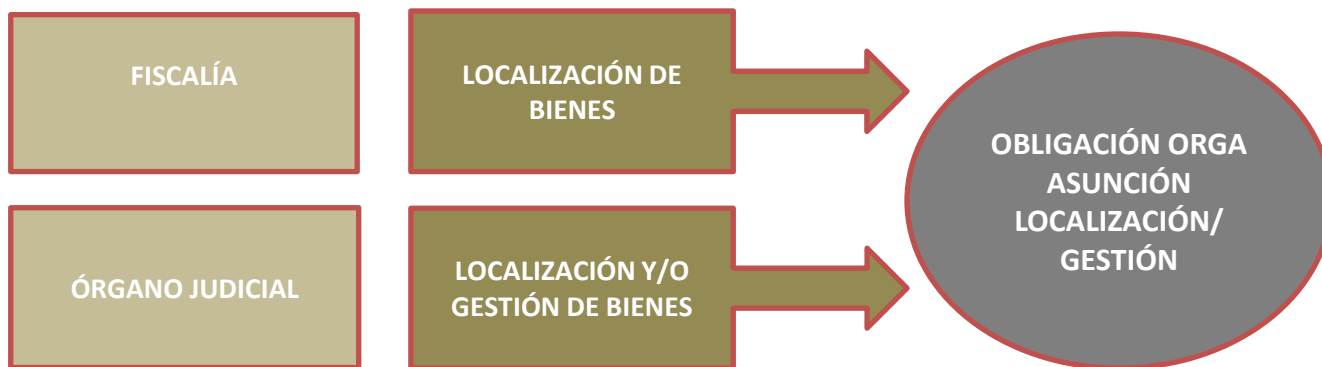 FISCALÍA
LOCALIZACIÓN DE
BIENES
ÓRGANO JUDICIAL
LOCALIZACIÓN Y/O
GESTIÓN DE BIENES
OBLIGACIÓN ORGA
ASUNCIÓN
LOCALIZACIÓN/
GESTIÓN